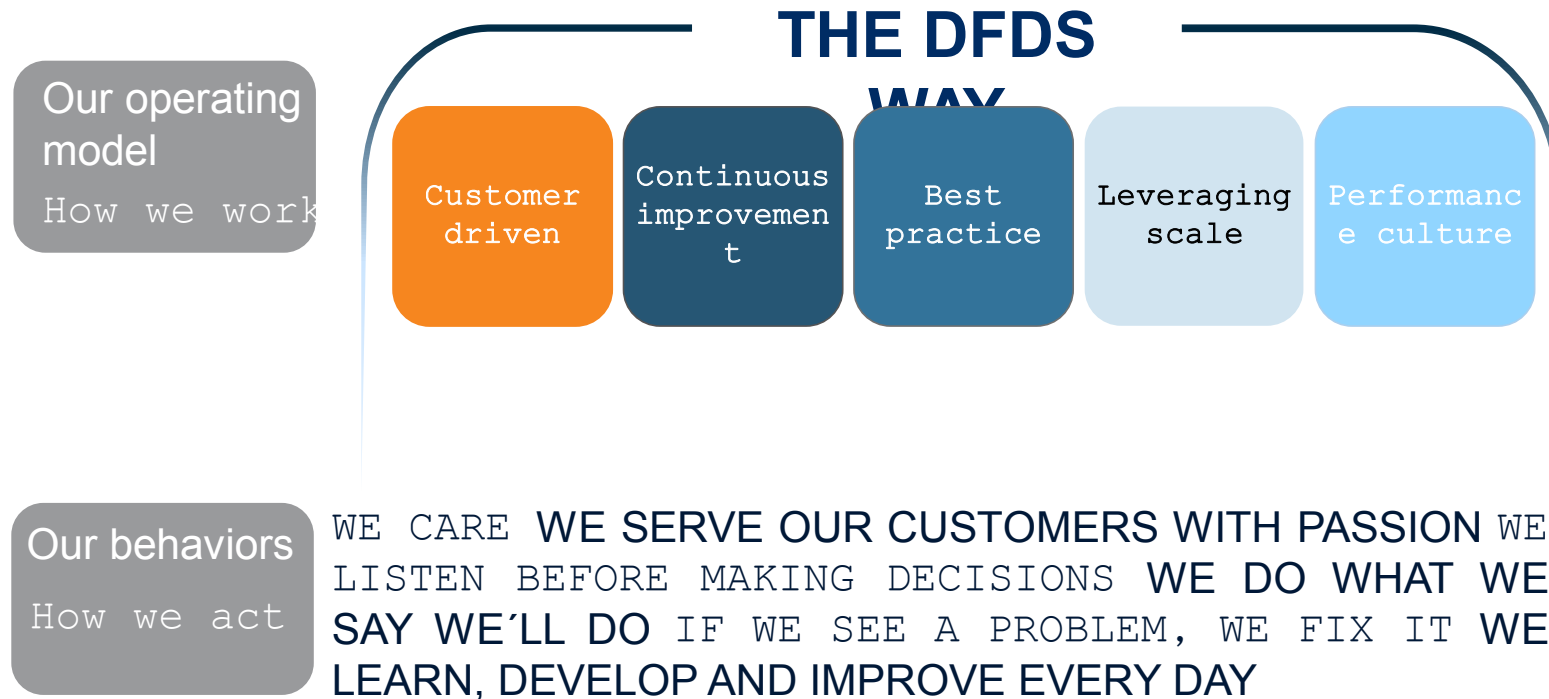 THE DFDS
WAY
Our operating
model
How we work
Customer
driven
Continuous
improvemen
t
Best
practice
Leveraging
scale
Performanc
e culture
Our behaviors
How we act
WE CARE WE SERVE OUR CUSTOMERS WITH PASSION WE
LISTEN BEFORE MAKING DECISIONS WE DO WHAT WE
SAY WE´LL DO IF WE SEE A PROBLEM, WE FIX IT WE
LEARN, DEVELOP AND IMPROVE EVERY DAY